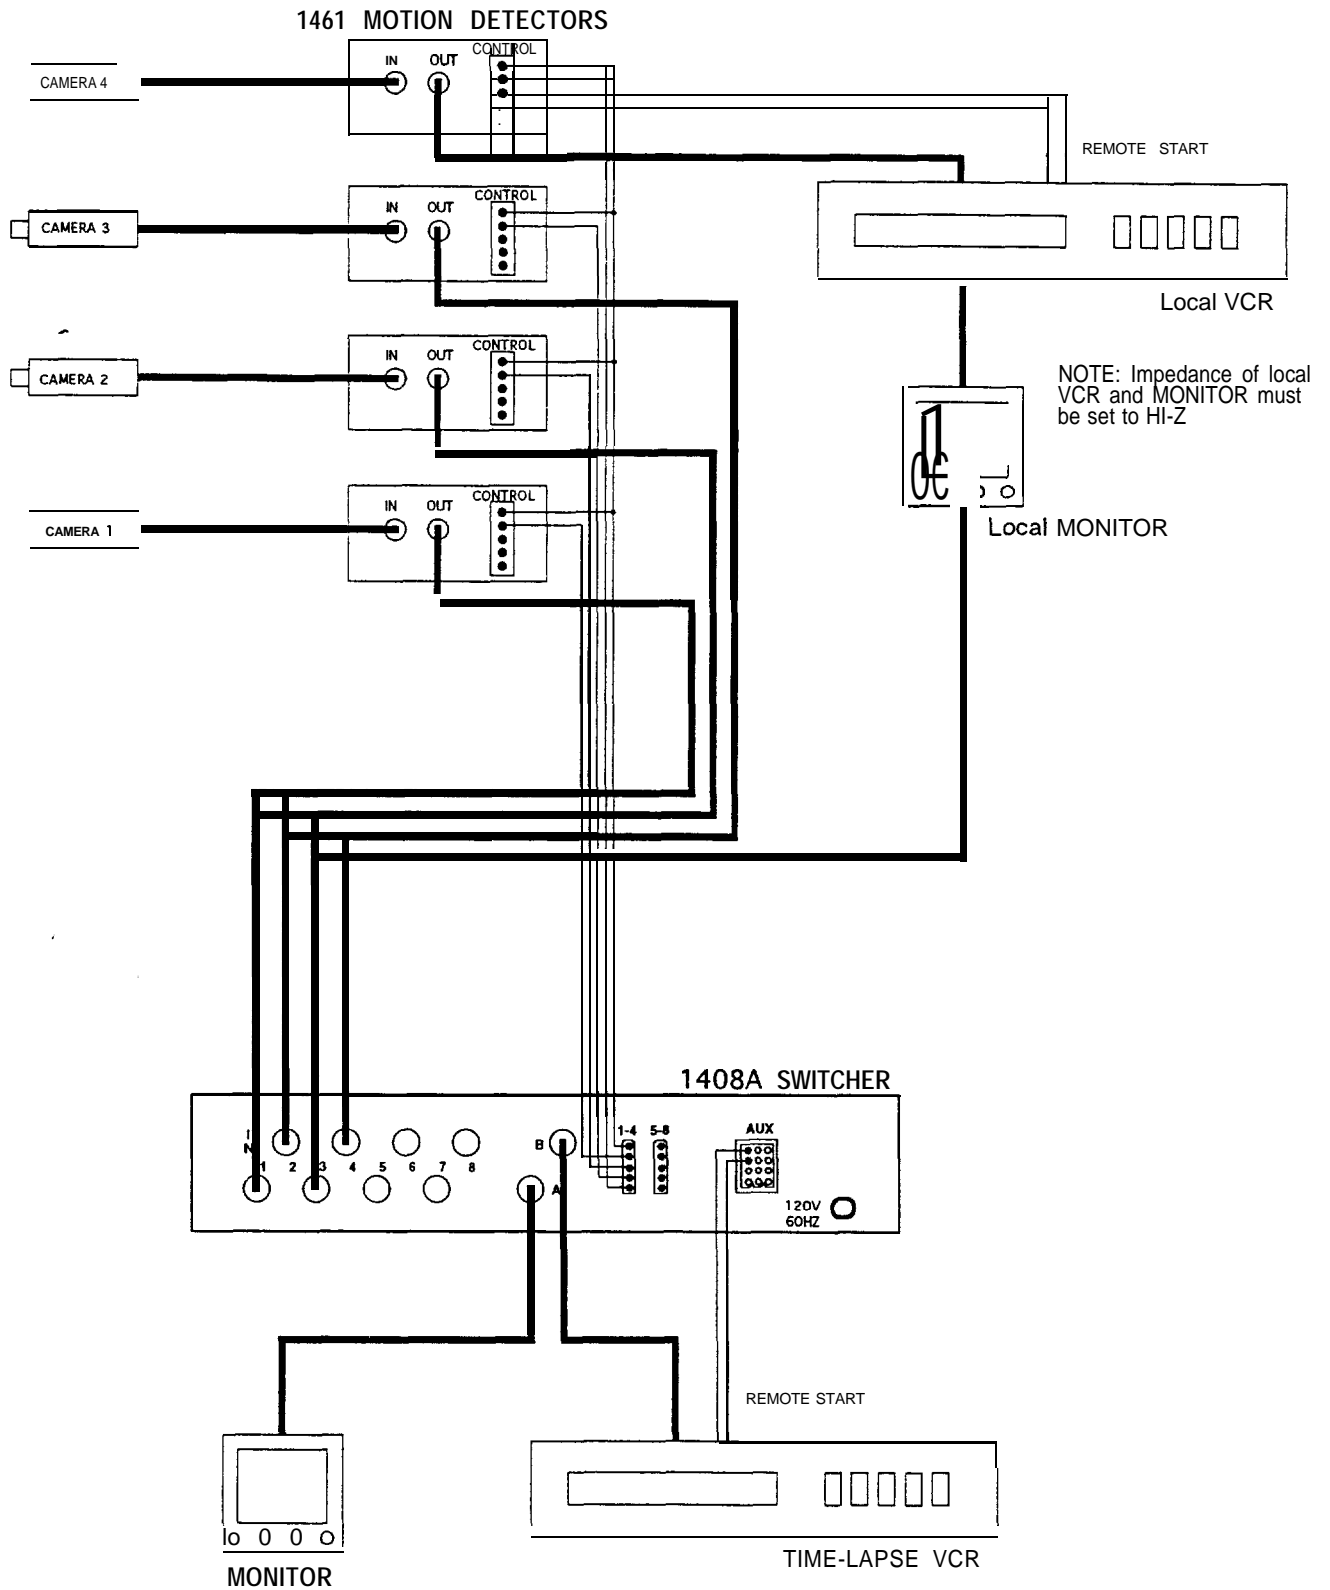 1461 MOTION DETECTORS
CONTROL
IN OUT
CAMERA 4
REMOTE START
CONTROL
IN OUT
CAMERA 3
Local VCR
CONTROL
IN OUT
CAMERA 2
NOTE: Impedance of local
VCR and MONITOR must
be set to HI-Z
CONTROL
IN OUT
CAMERA 1
Local MONITOR
1408A SWITCHER
IN
1 2 3 4 5 6 7 8
B
A
1-4 5-8
AUX
120V
60HZ
REMOTE START
MONITOR
TIME-LAPSE VCR